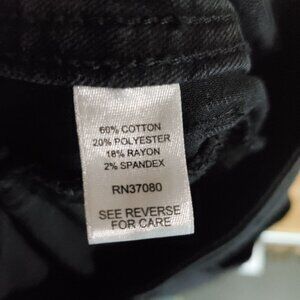 60% COTTON
20% POLYESTER
18% RAYON
2% SPANDEX
RN37080
SEE REVERSE
FOR CARE